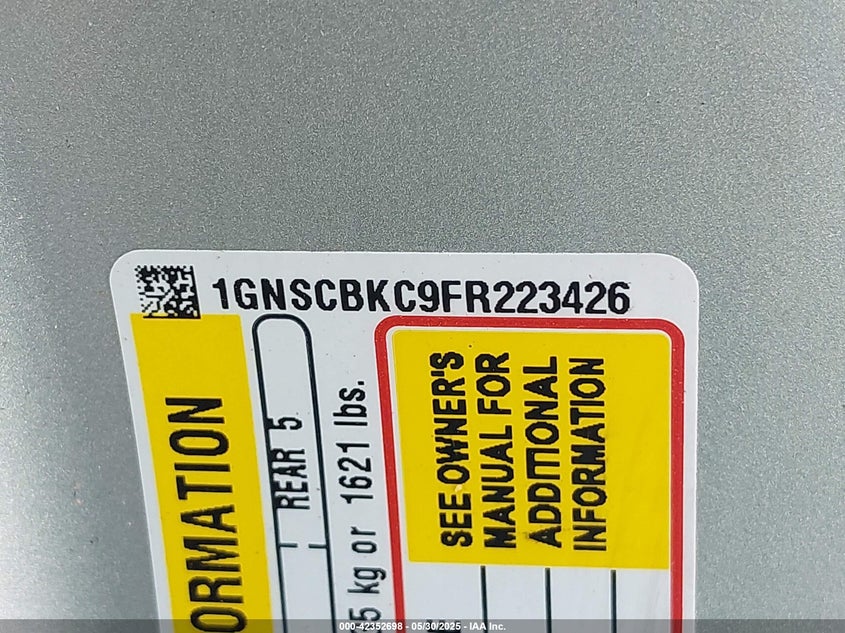 1GNSCBKC9FR223426
ORMATION
REAR 5
5 kg or 1621 lbs.
SEE OWNER'S
MANUAL FOR
ADDITIONAL
INFORMATION
000-42352698 - 05/30/2025 - IAA Inc.